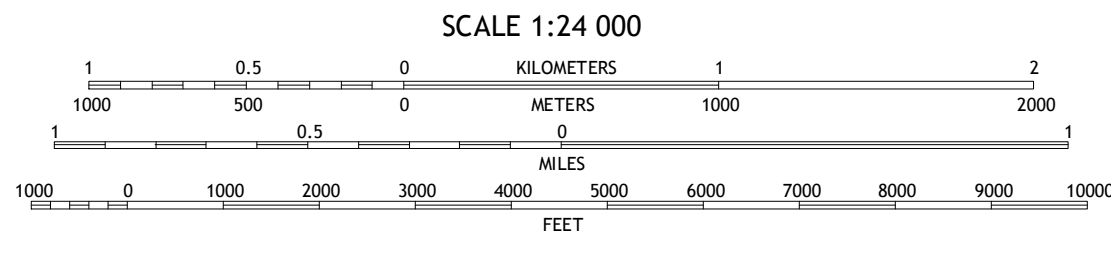 SCALE 1:24 000
1 0.5 0 KILOMETERS 1 2
1000 500 0 METERS 1000 2000
1 0.5 0 1
MILES
1000 0 1000 2000 3000 4000 5000 6000 7000 8000 9000 10000
FEET